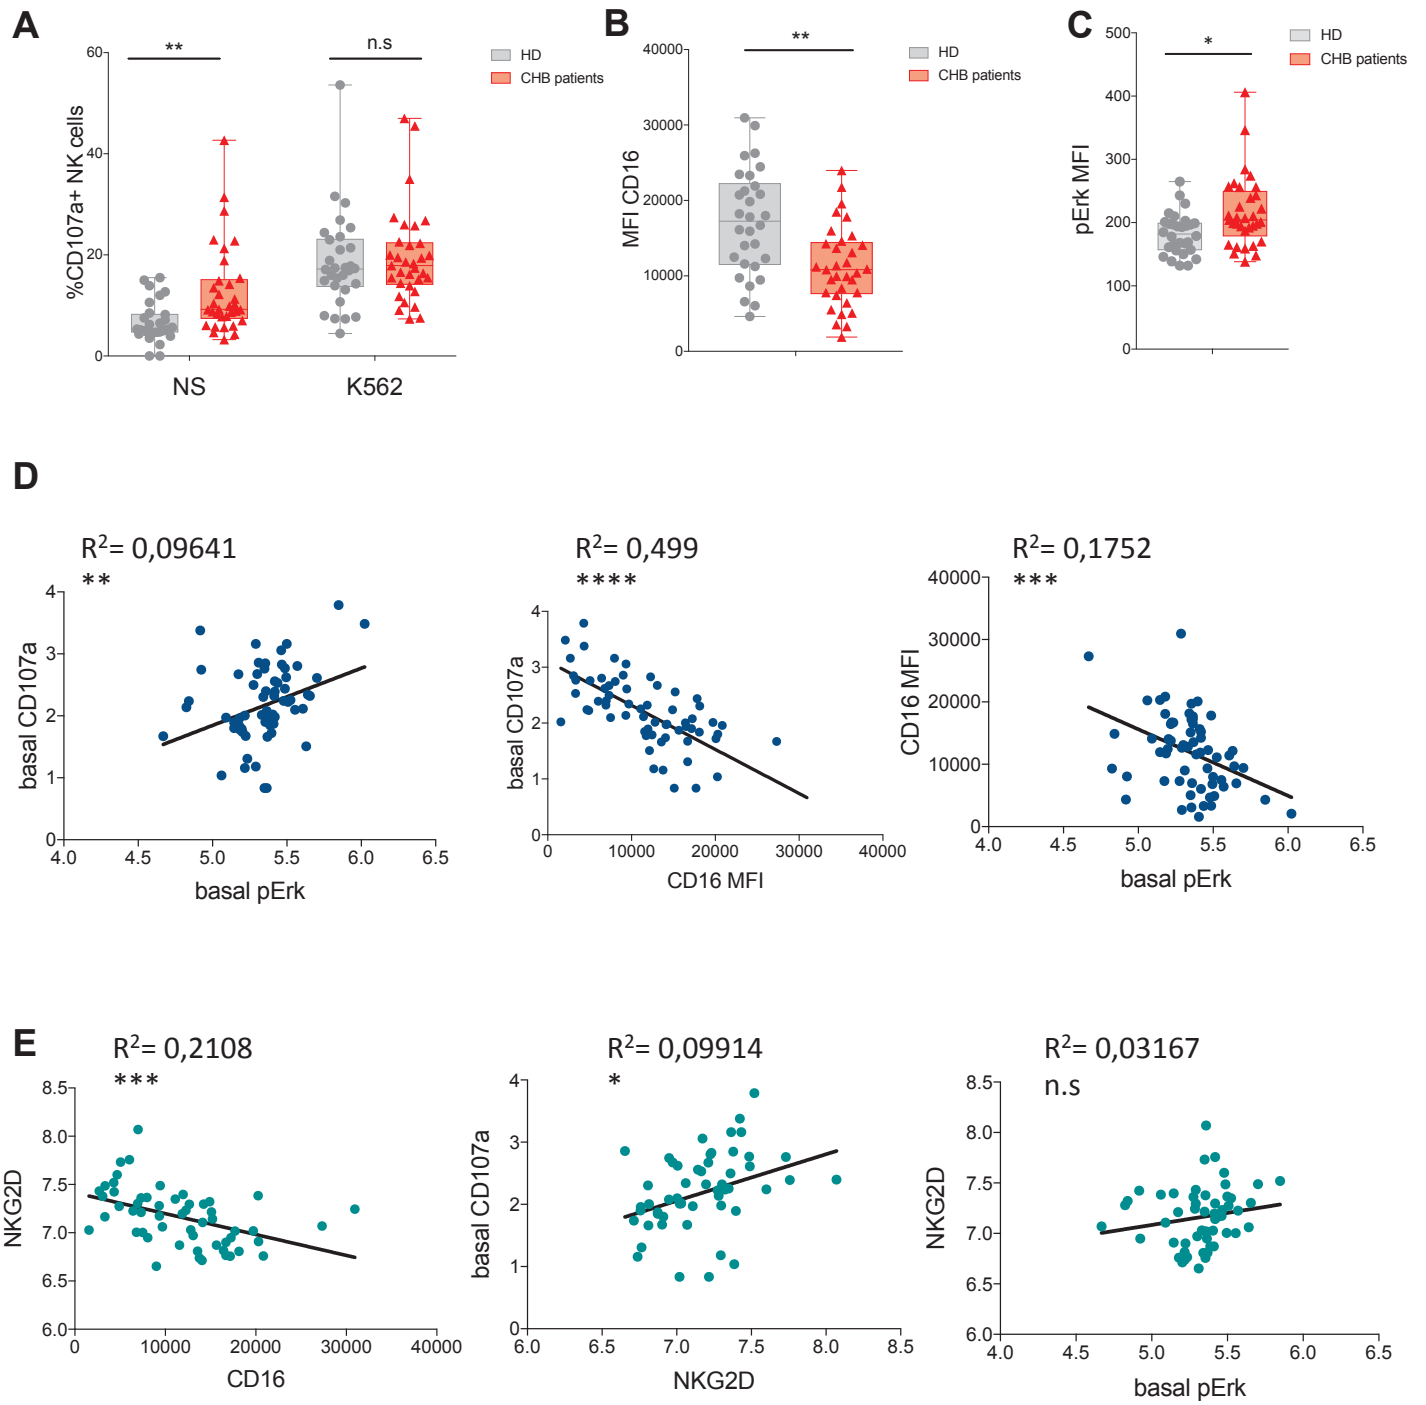 A
60
40
20
0
%CD107a+ NK cells
**
n.s
NS
K562
HD
CHB patients
B
40000
30000
20000
10000
0
MFI CD16
**
HD
CHB patients
C
500
400
300
200
100
0
pErk MFI
*
HD
CHB patients
D
R²= 0,09641
**
4
3
2
1
0
basal CD107a
4.0 4.5 5.0 5.5 6.0 6.5
basal pErk
R²= 0,499
****
4
3
2
1
0
basal CD107a
0 10000 20000 30000 40000
CD16 MFI
R²= 0,1752
***
40000
30000
20000
10000
0
CD16 MFI
4.0 4.5 5.0 5.5 6.0 6.5
basal pErk
E
R²= 0,2108
***
8.5
8.0
7.5
7.0
6.5
6.0
NKG2D
0 10000 20000 30000 40000
CD16
R²= 0,09914
*
4
3
2
1
0
basal CD107a
6.0 6.5 7.0 7.5 8.0 8.5
NKG2D
R²= 0,03167
n.s
8.5
8.0
7.5
7.0
6.5
6.0
NKG2D
4.0 4.5 5.0 5.5 6.0 6.5
basal pErk